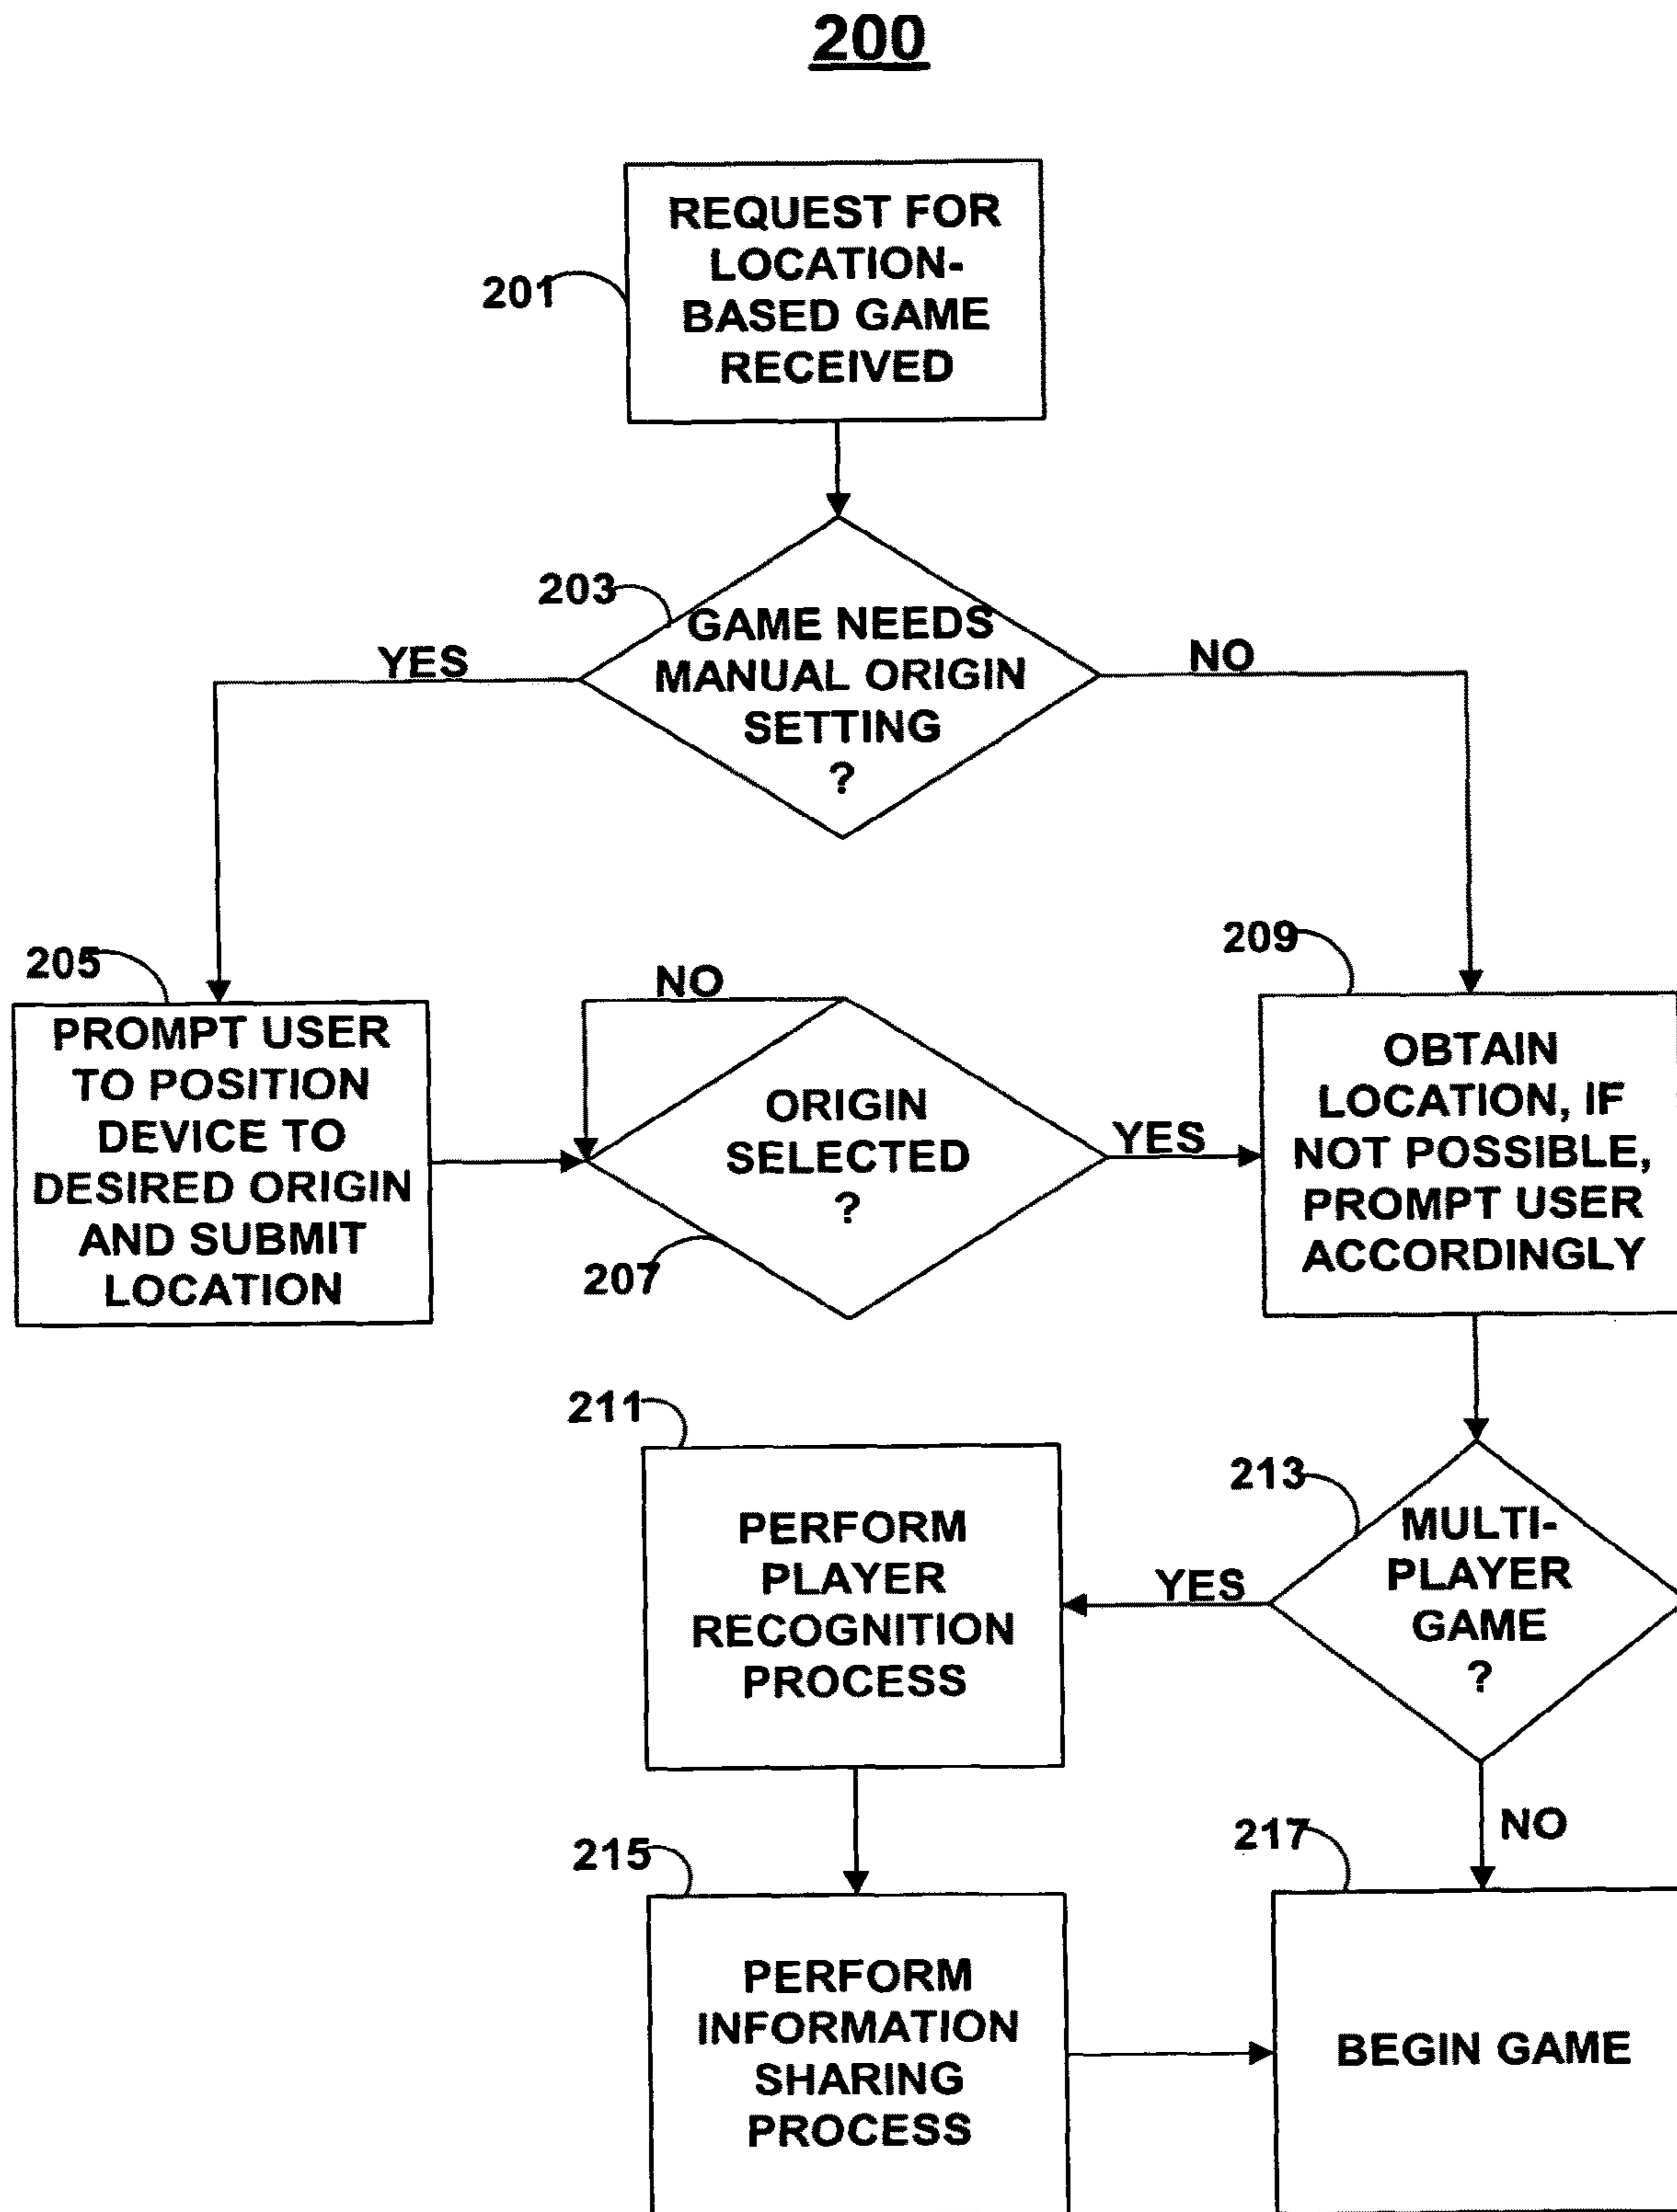 200
201
REQUEST FOR
LOCATION-
BASED GAME
RECEIVED
203
GAME NEEDS
MANUAL ORIGIN
SETTING
?
YES
NO
205
PROMPT USER
TO POSITION
DEVICE TO
DESIRED ORIGIN
AND SUBMIT
LOCATION
NO
ORIGIN
SELECTED
?
207
YES
209
OBTAIN
LOCATION, IF
NOT POSSIBLE,
PROMPT USER
ACCORDINGLY
211
PERFORM
PLAYER
RECOGNITION
PROCESS
213
MULTI-
PLAYER
GAME
?
YES
NO
215
PERFORM
INFORMATION
SHARING
PROCESS
217
BEGIN GAME